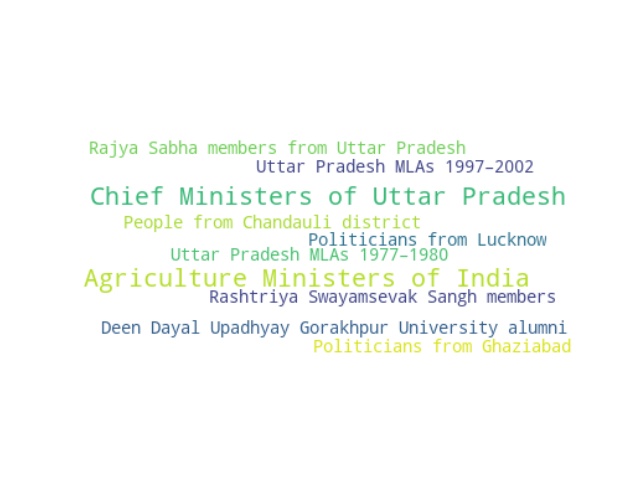 Rajya Sabha members from Uttar Pradesh
Uttar Pradesh MLAs 1997–2002
Chief Ministers of Uttar Pradesh
People from Chandauli district
Politicians from Lucknow
Uttar Pradesh MLAs 1977–1980
Agriculture Ministers of India
Rashtriya Swayamsevak Sangh members
Deen Dayal Upadhyay Gorakhpur University alumni
Politicians from Ghaziabad